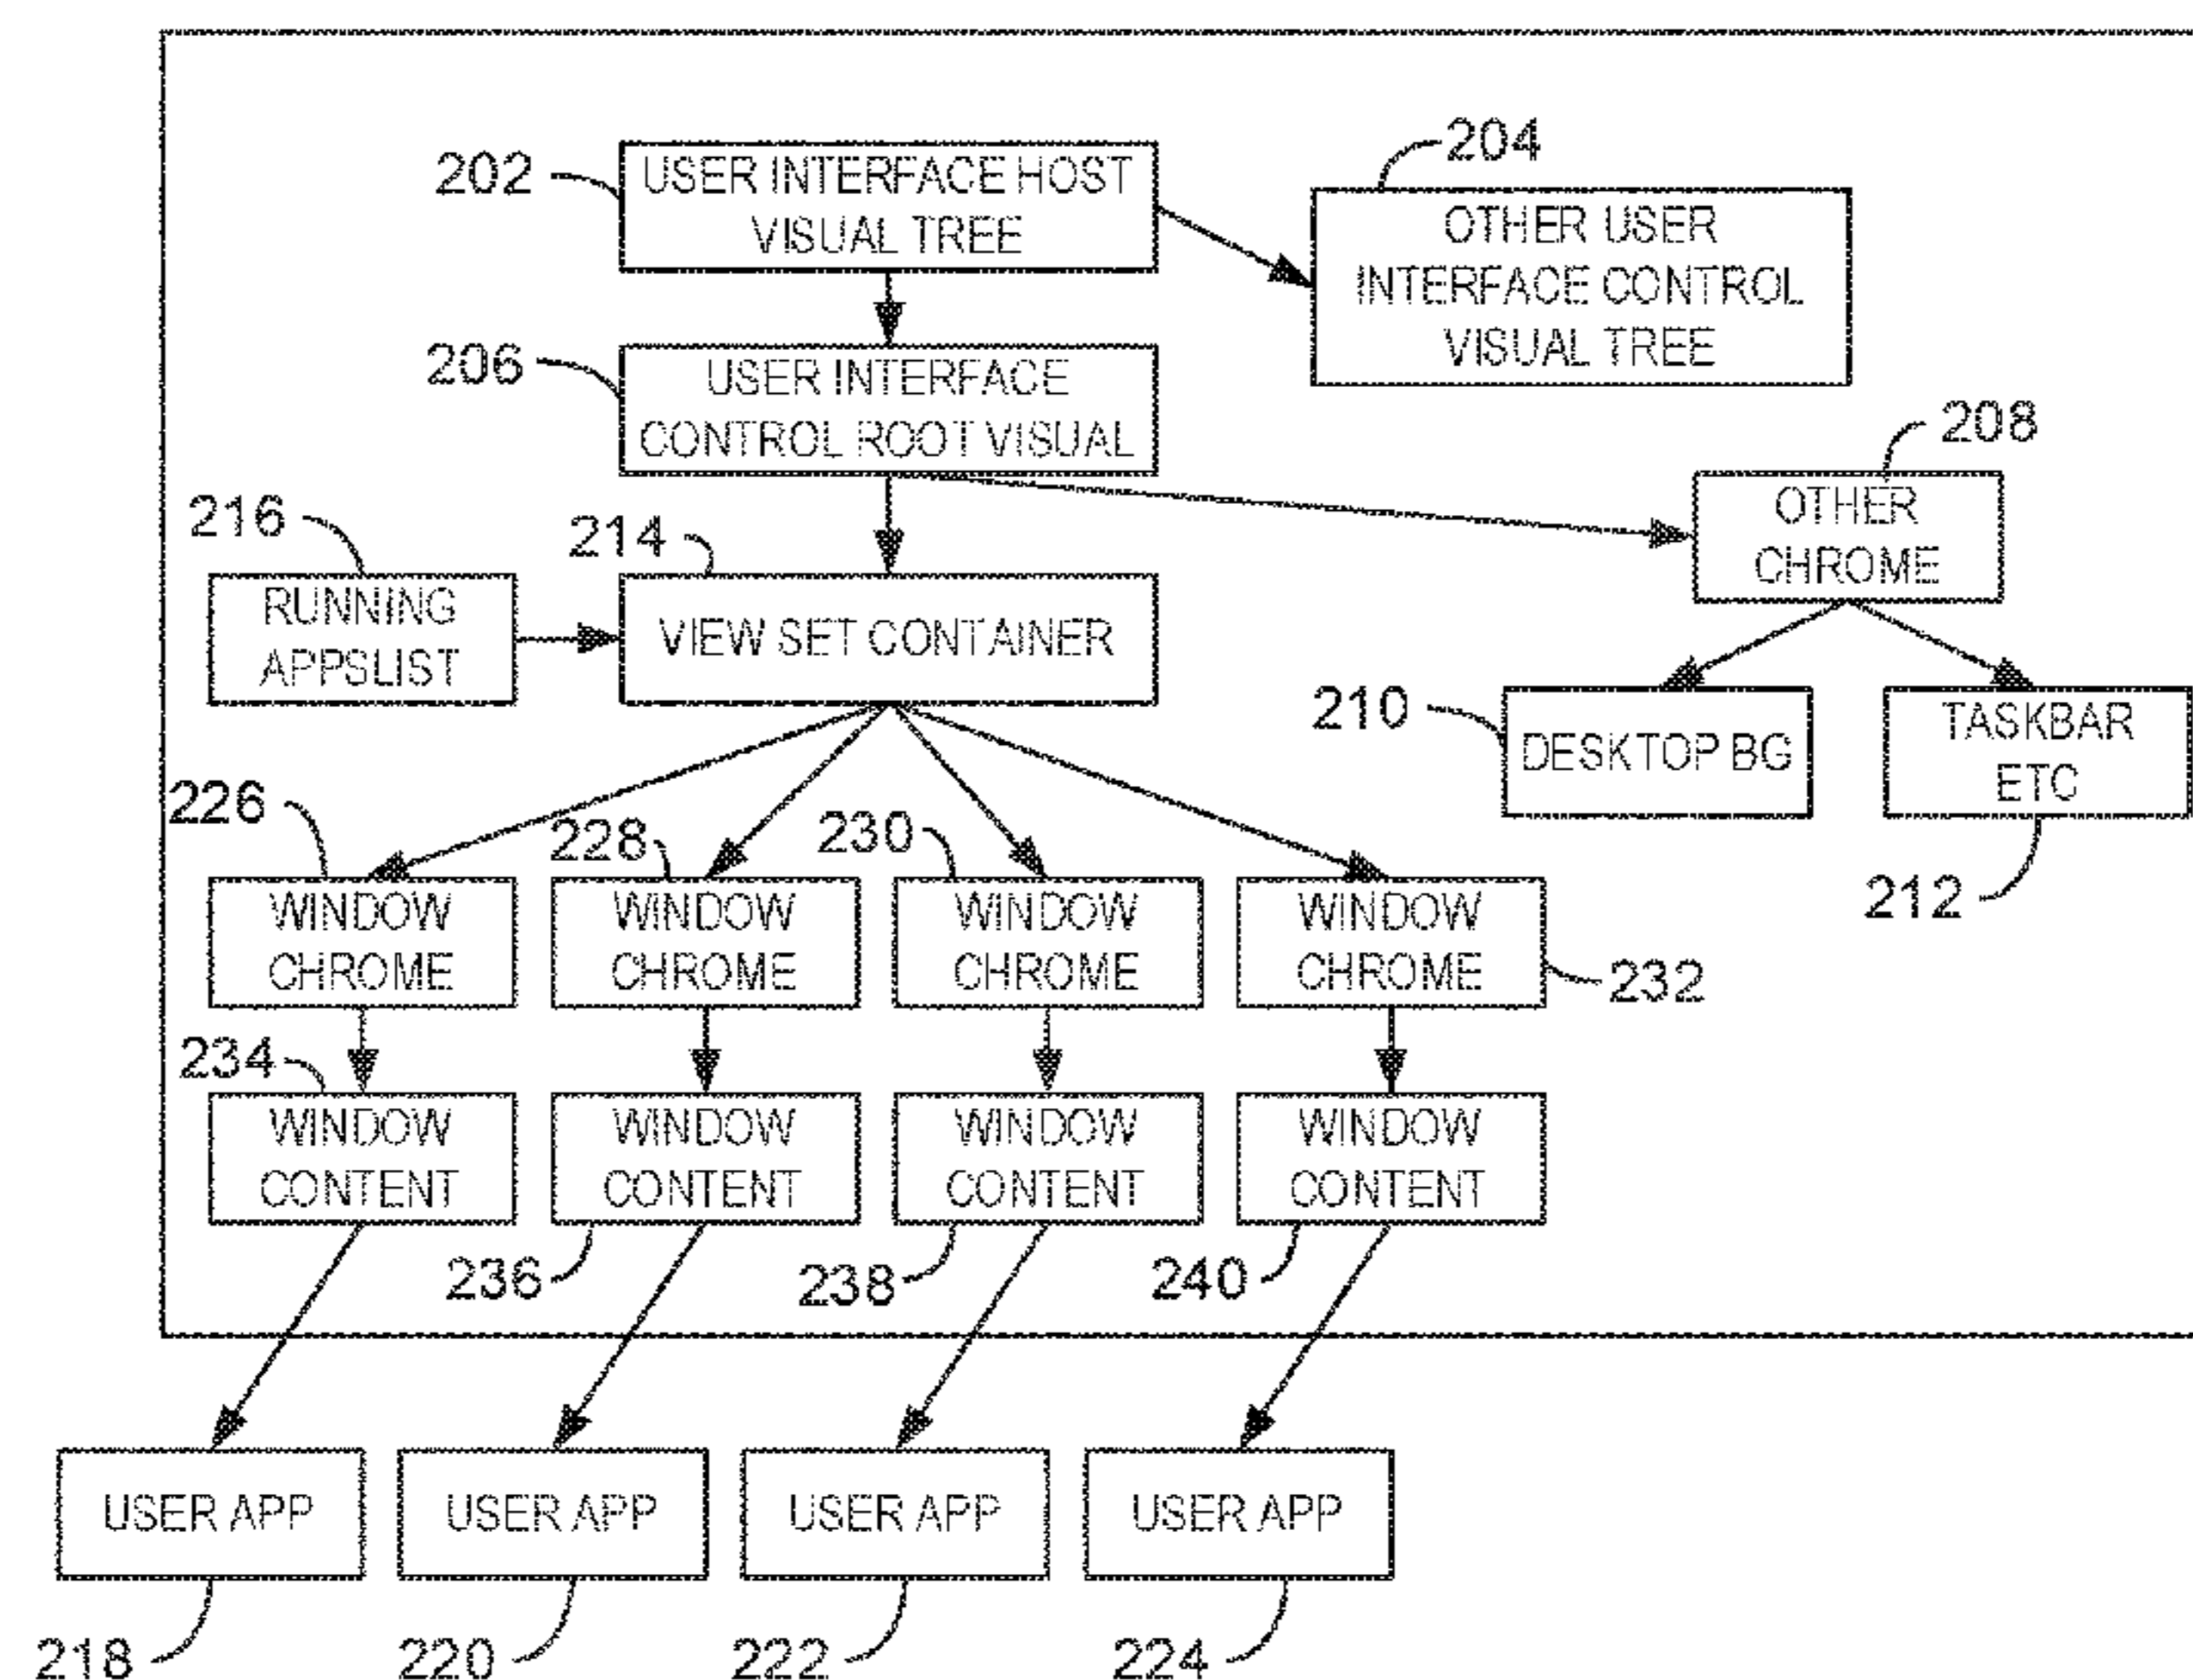 202
USER INTERFACE HOST
VISUAL TREE
204
OTHER USER
INTERFACE CONTROL
VISUAL TREE
206
USER INTERFACE
CONTROL ROOT VISUAL
208
OTHER
CHROME
216
RUNNING
APPSLIST
214
VIEW SET CONTAINER
210
DESKTOP BG
TASKBAR
ETC
212
226
WINDOW
CHROME
228
WINDOW
CHROME
230
WINDOW
CHROME
WINDOW
CHROME
232
234
WINDOW
CONTENT
WINDOW
CONTENT
236
WINDOW
CONTENT
238
WINDOW
CONTENT
240
USER APP
USER APP
USER APP
USER APP
218
220
222
224